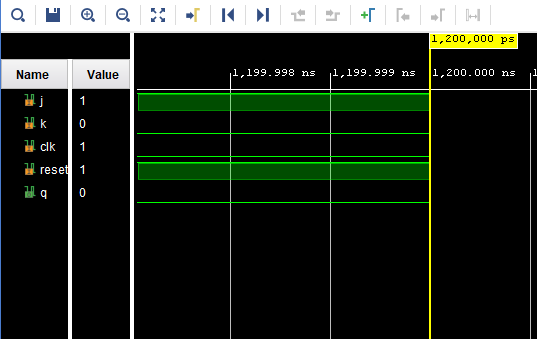 1,200,000 ps
Name Value 1,199.998 ns 1,199.999 ns 1,200.000 ns
j 1
k 0
clk 1
reset 1
q 0